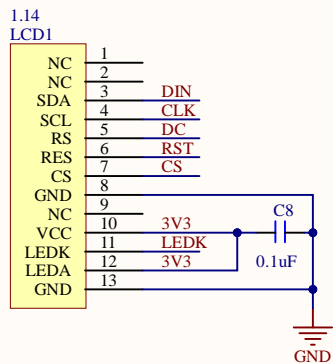 1.14
LCD1
NC 1
NC 2
SDA 3 DIN
SCL 4 CLK
RS 5 DC
RES 6 RST
CS 7 CS
GND 8
NC 9
VCC 10 3V3
LEDK 11 LEDK
LEDA 12 3V3
GND 13
C8
0.1uF
GND